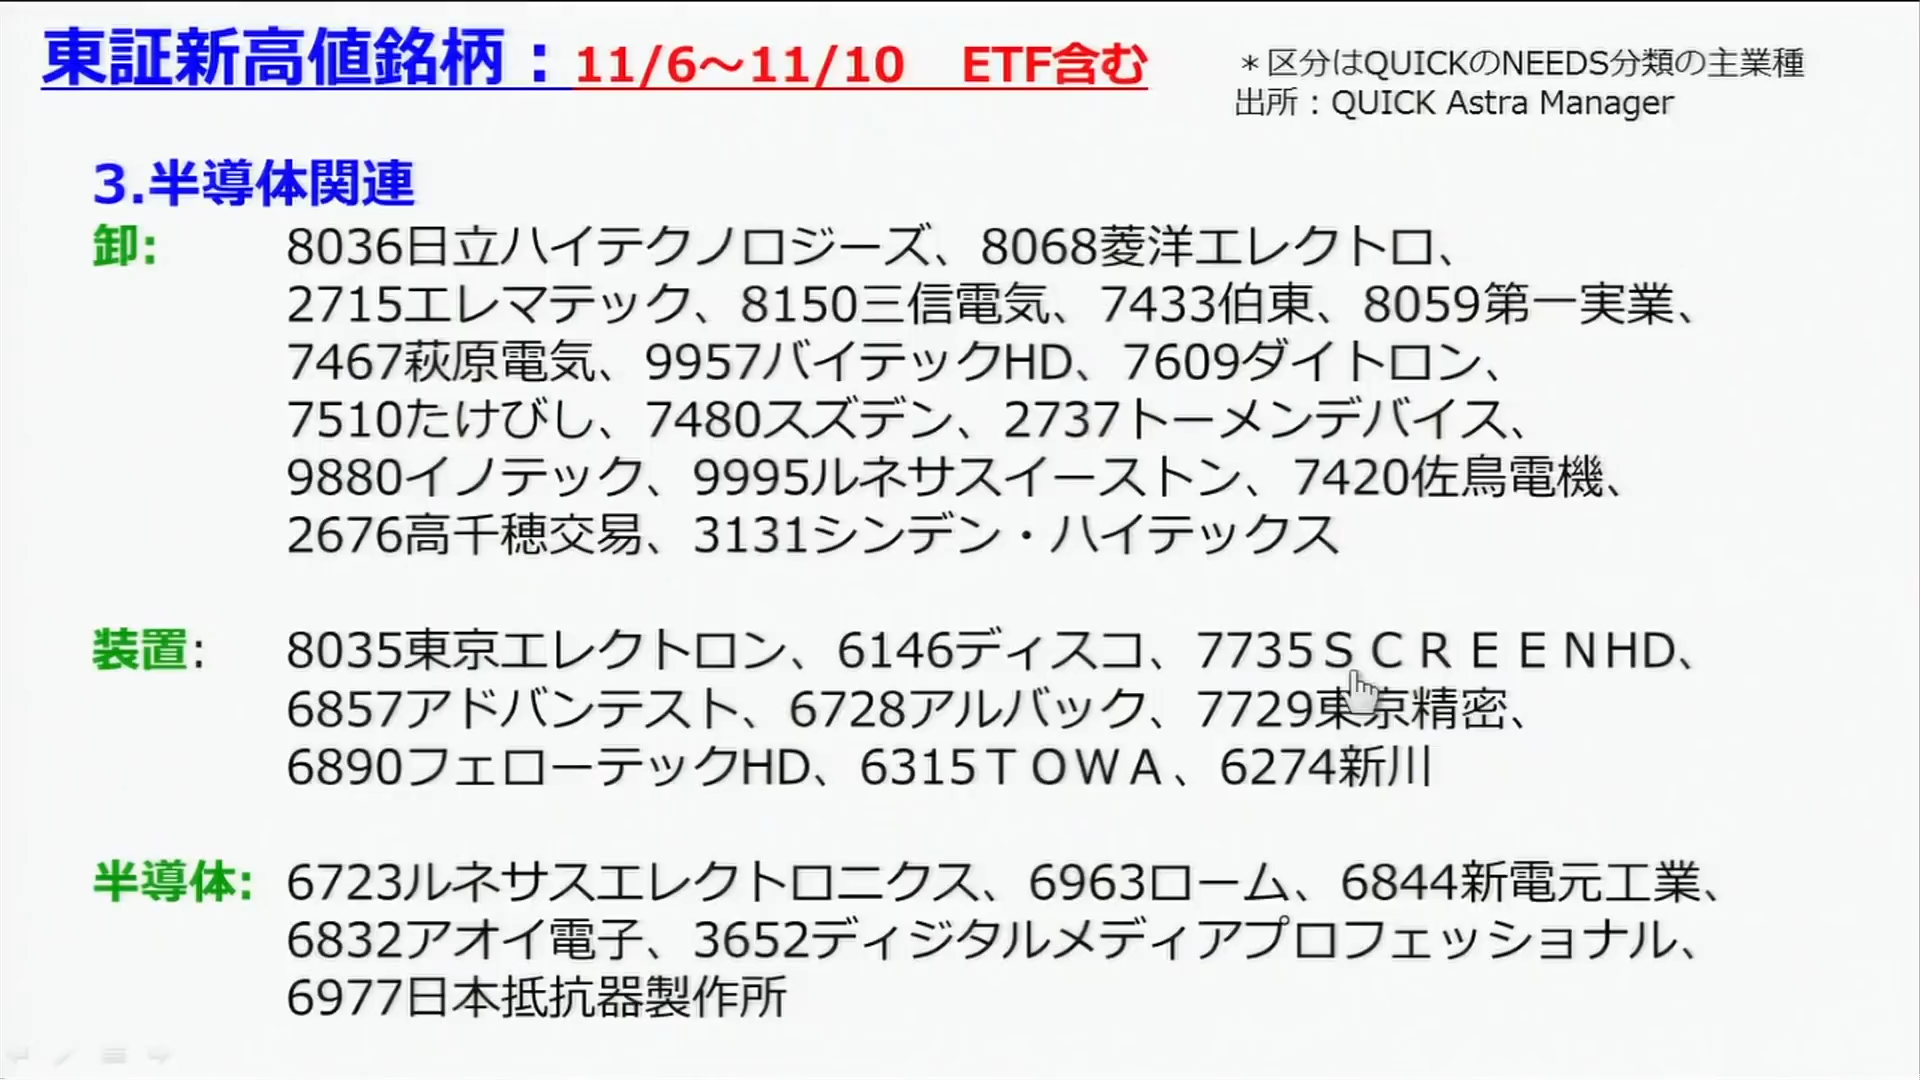 東証新高値銘柄：11/6～11/10　ETF含む
＊区分はQUICKのNEEDS分類の主業種
出所：QUICK Astra Manager
3.半導体関連
卸: 8036日立ハイテクノロジーズ、8068菱洋エレクトロ、
2715エレマテック、8150三信電気、7433伯東、8059第一実業、
7467萩原電気、9957バイテックHD、7609ダイトロン、
7510たけびし、7480スズデン、2737トーメンデバイス、
9880イノテック、9995ルネサスイーストン、7420佐鳥電機、
2676高千穂交易、3131シンデン・ハイテックス
装置: 8035東京エレクトロン、6146ディスコ、7735ＳＣＲＥＥＮHD、
6857アドバンテスト、6728アルバック、7729東京精密、
6890フェローテックHD、6315ＴＯＷＡ、6274新川
半導体: 6723ルネサスエレクトロニクス、6963ローム、6844新電元工業、
6832アオイ電子、3652ディジタルメディアプロフェッショナル、
6977日本抵抗器製作所